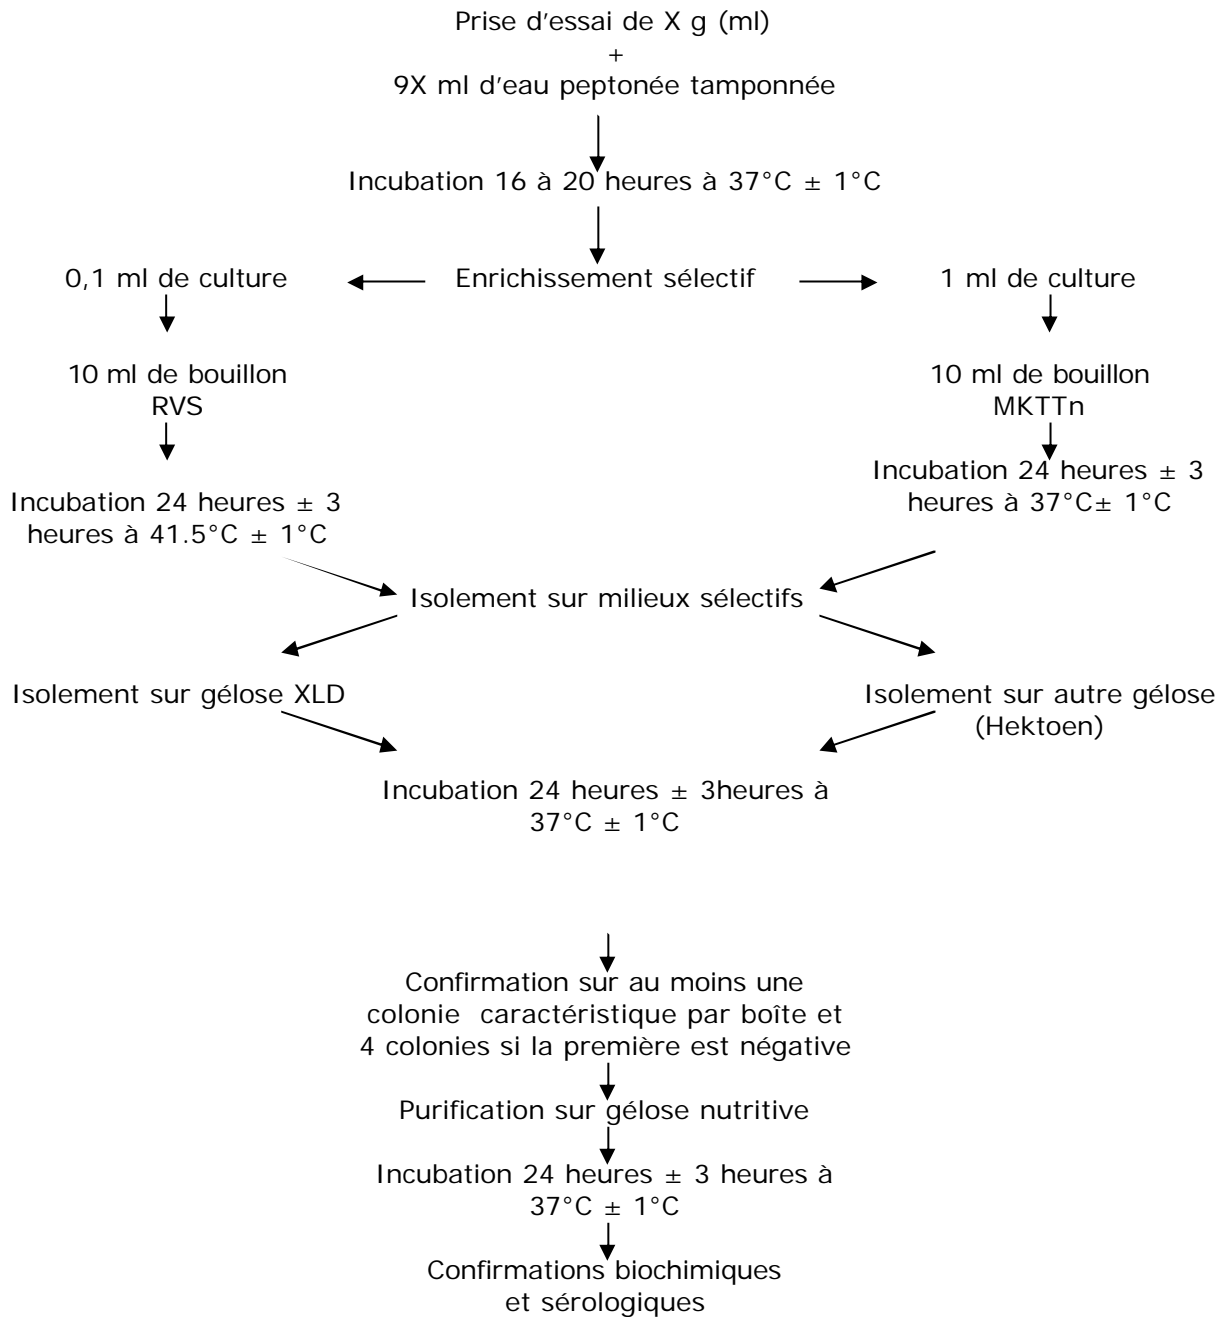 Prise d'essai de X g (ml)
+
9X ml d'eau peptonée tamponnée
Incubation 16 à 20 heures à 37°C ± 1°C
0,1 ml de culture
Enrichissement sélectif
1 ml de culture
10 ml de bouillon
RVS
10 ml de bouillon
MKTTn
Incubation 24 heures ± 3
heures à 41.5°C ± 1°C
Incubation 24 heures ± 3
heures à 37°C± 1°C
Isolement sur milieux sélectifs
Isolement sur gélose XLD
Isolement sur autre gélose
(Hektoen)
Incubation 24 heures ± 3heures à
37°C ± 1°C
Confirmation sur au moins une
colonie  caractéristique par boîte et
4 colonies si la première est négative
Purification sur gélose nutritive
Incubation 24 heures ± 3 heures à
37°C ± 1°C
Confirmations biochimiques
et sérologiques